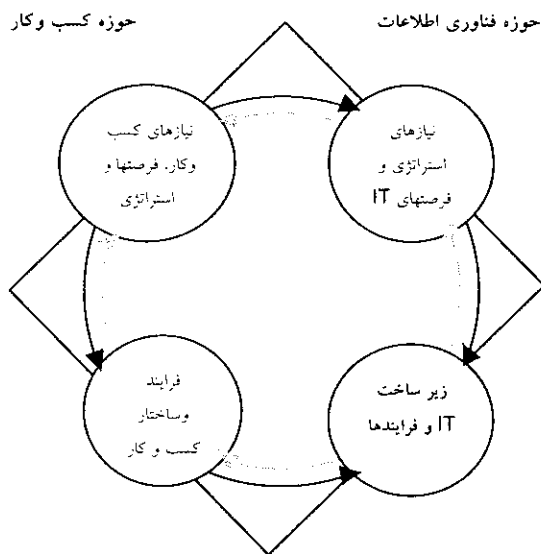 حوزه فناوری اطلاعات
حوزه کسب وکار
نیازهای
استراتژی و
فرصتهای IT
نیازهای کسب
وکار، فرصتها و
استراتژی
زیر ساخت
IT و فرایندها
فرایند
وساختار
کسب و کار